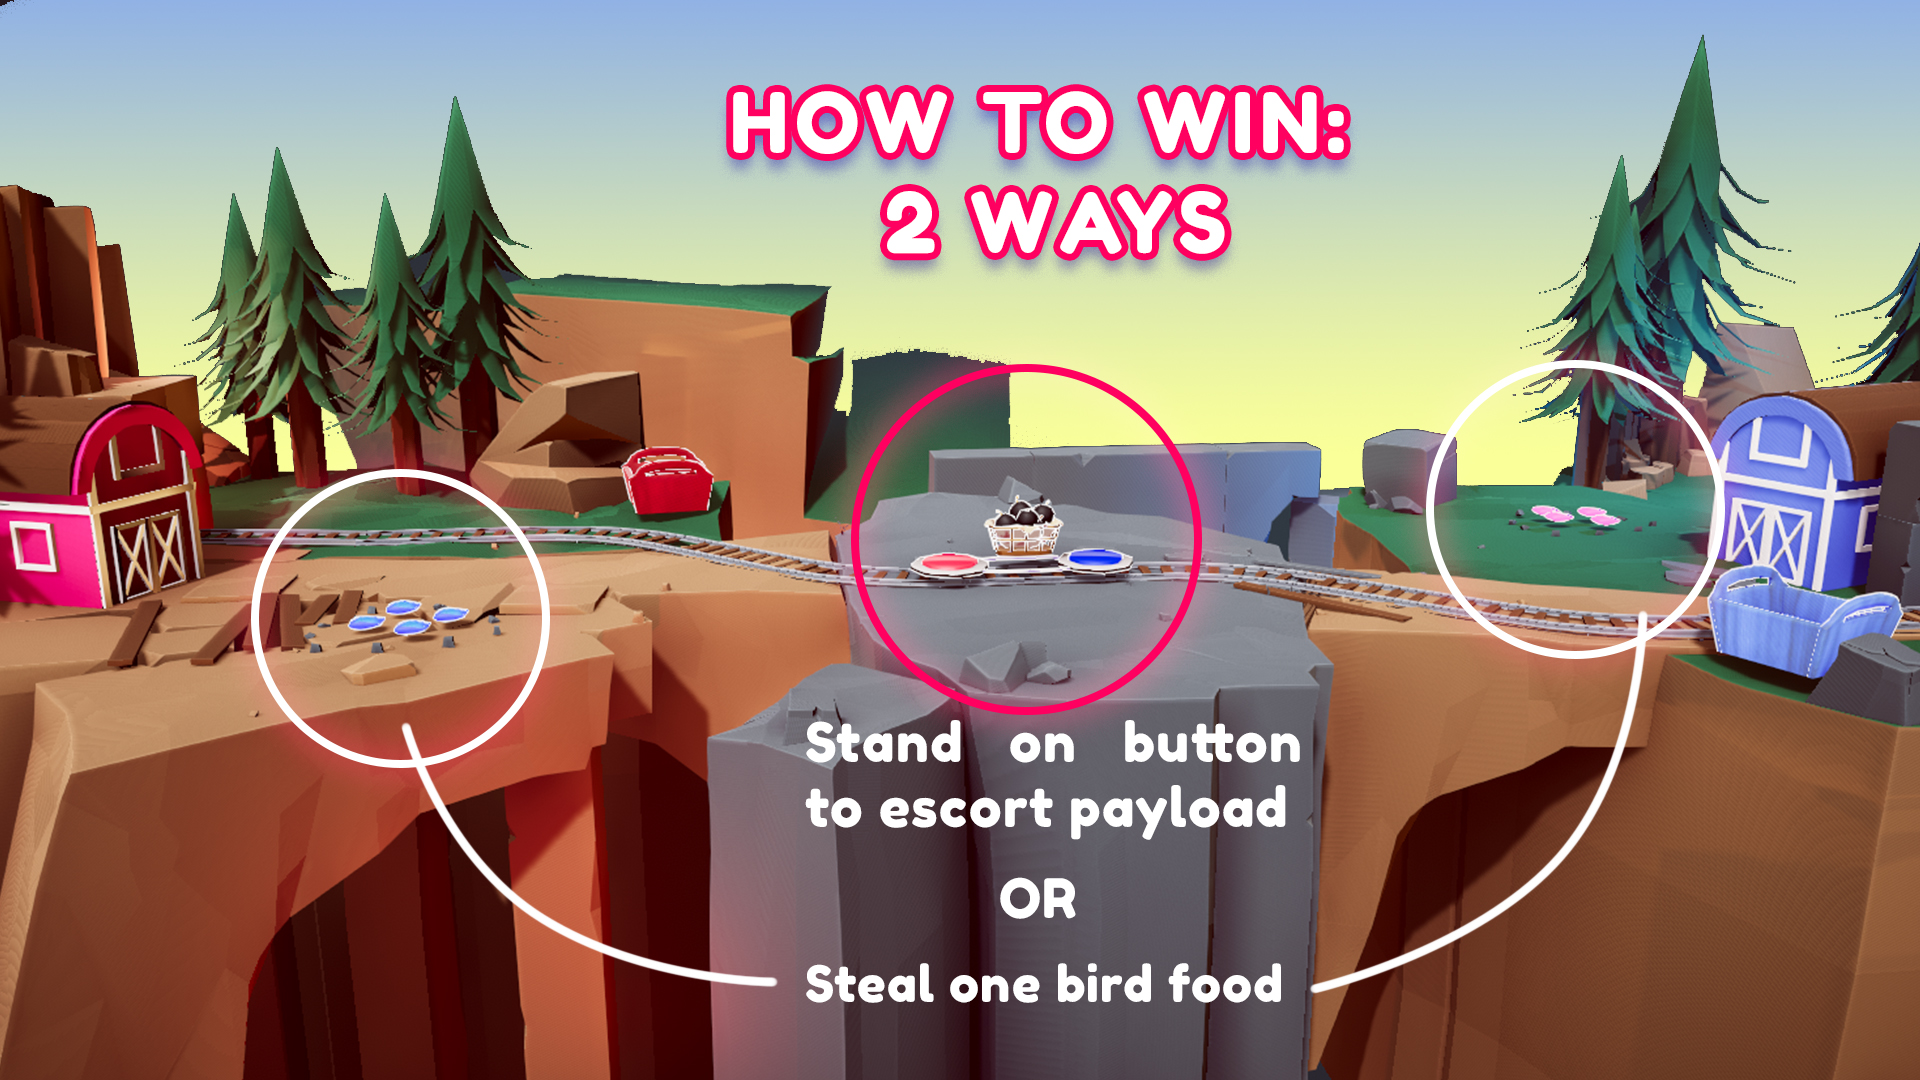 HOW TO WIN:
2 WAYS
Stand on button
to escort payload
OR
Steal one bird food